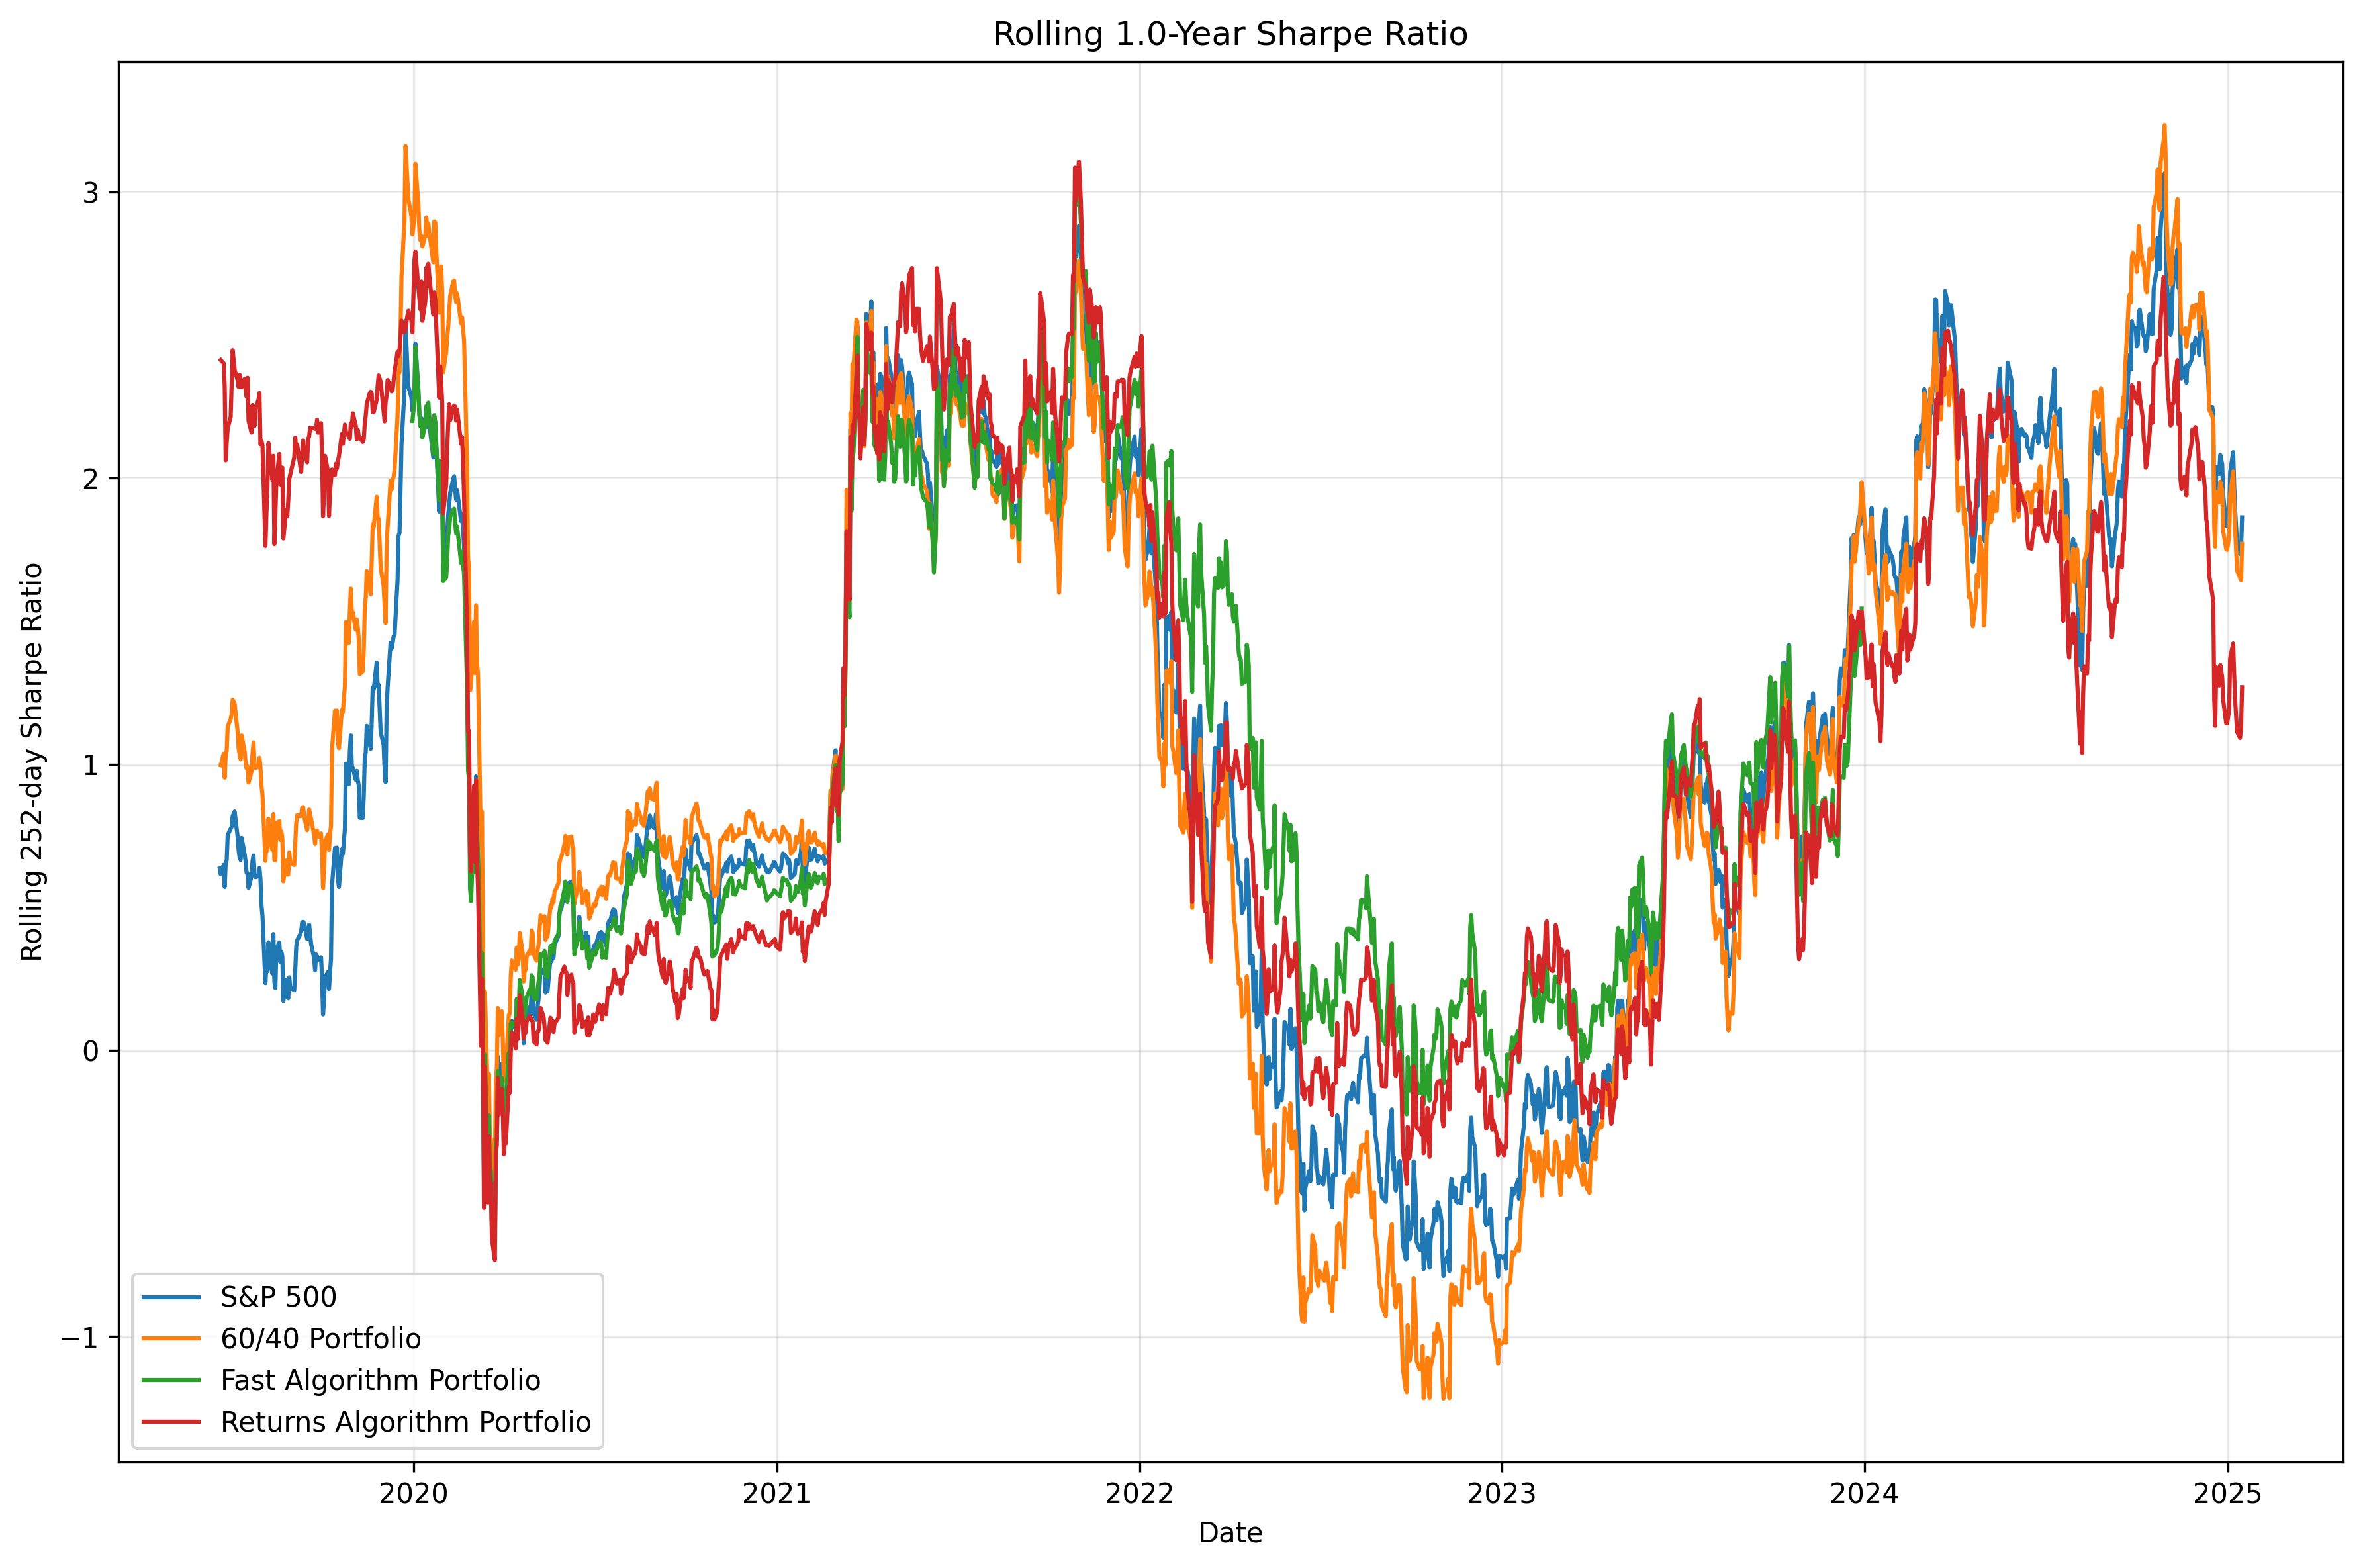 Rolling 1.0-Year Sharpe Ratio
Rolling 252-day Sharpe Ratio
3
2
1
0
−1
S&P 500
60/40 Portfolio
Fast Algorithm Portfolio
Returns Algorithm Portfolio
2020
2021
2022
2023
2024
2025
Date